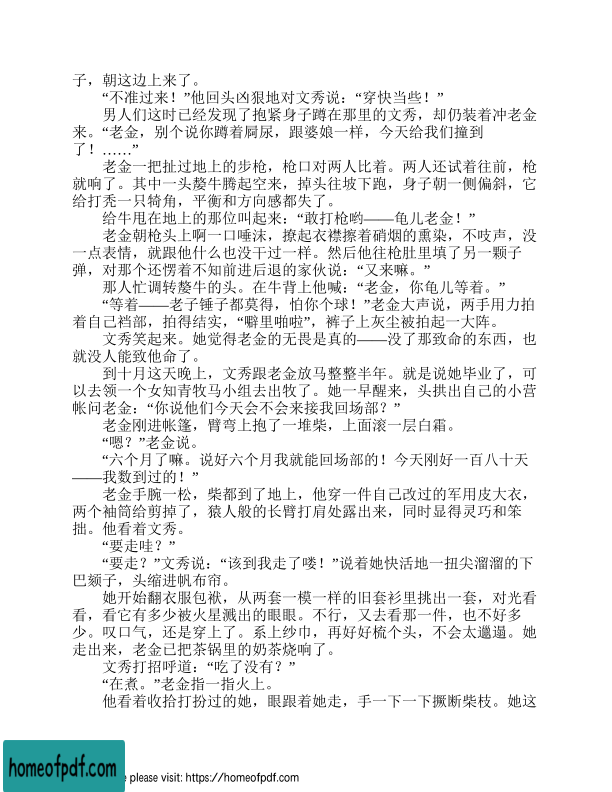 子，朝这边上来了。
“不准过来！”他回头凶狠地对文秀说：“穿快当些！”
男人们这时已经发现了抱紧身子蹲在那里的文秀，却仍装着冲老金
来。“老金，别个说你蹲着屙尿，跟婆娘一样，今天给我们撞到
了！……”
老金一把扯过地上的步枪，枪口对两人比着。两人还试着往前，枪
就响了。其中一头嫠牛腾起空来，掉头往坡下跑，身子朝一侧偏斜，它
给打秃一只犄角，平衡和方向感都失了。
给牛甩在地上的那位叫起来：“敢打枪哟——龟儿老金！”
老金朝枪头上啊一口唾沫，撩起衣襟擦着硝烟的熏染，不吱声，没
一点表情，就跟他什么也没干过一样。然后他往枪肚里填了另一颗子
弹，对那个还愣着不知前进后退的家伙说：“又来嘛。”
那人忙调转嫠牛的头。在牛背上他喊：“老金，你龟儿等着。”
“等着——老子锤子都莫得，怕你个球！”老金大声说，两手用力拍
着自己裆部，拍得结实，“噼里啪啦”，裤子上灰尘被拍起一大阵。
文秀笑起来。她觉得老金的无畏是真的——没了那致命的东西，也
就没人能致他命了。
到十月这天晚上，文秀跟老金放马整整半年。就是说她毕业了，可
以去领一个女知青牧马小组去出牧了。她一早醒来，头拱出自己的小营
帐问老金：“你说他们今天会不会来接我回场部？”
老金刚进帐篷，臂弯上抱了一堆柴，上面滚一层白霜。
“嗯？”老金说。
“六个月了嘛。说好六个月我就能回场部的！今天刚好一百八十天
——我数到过的！”
老金手腕一松，柴都到了地上，他穿一件自己改过的军用皮大衣，
两个袖筒给剪掉了，猿人般的长臂打肩处露出来，同时显得灵巧和笨
拙。他看着文秀。
“要走哇？”
“要走？”文秀说：“该到我走了喽！”说着她快活地一扭尖溜溜的下
巴颏子，头缩进帆布帘。
她开始翻衣服包袱，从两套一模一样的旧套衫里挑出一套，对光看
看，看它有多少被火星溅出的眼眼。不行，又去看那一件，也不好多
少。叹口气，还是穿上了。系上纱巾，再好好梳个头，不会太邋遢。她
走出来，老金已把茶锅里的奶茶烧响了。
文秀打招呼道：“吃了没有？”
“在煮。”老金指一指火上。
他看着收拾打扮过的她，眼跟着她走，手一下一下撅断柴枝。她这
homeofpdf.com
e please visit: https://homeofpdf.com